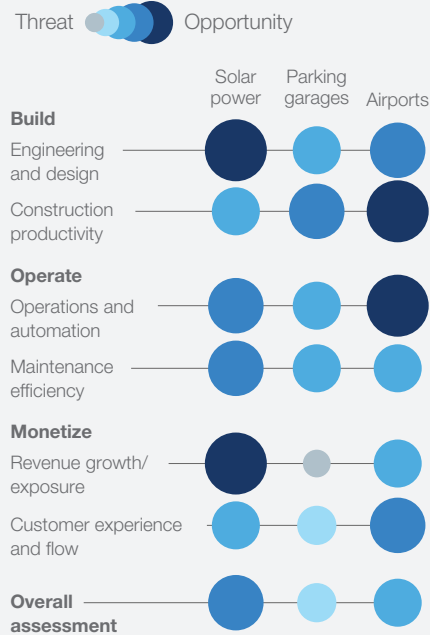 Threat Opportunity
Solar power
Parking garages
Airports
Build
Engineering
and design
Construction
productivity
Operate
Operations and
automation
Maintenance
efficiency
Monetize
Revenue growth/
exposure
Customer experience
and flow
Overall
assessment